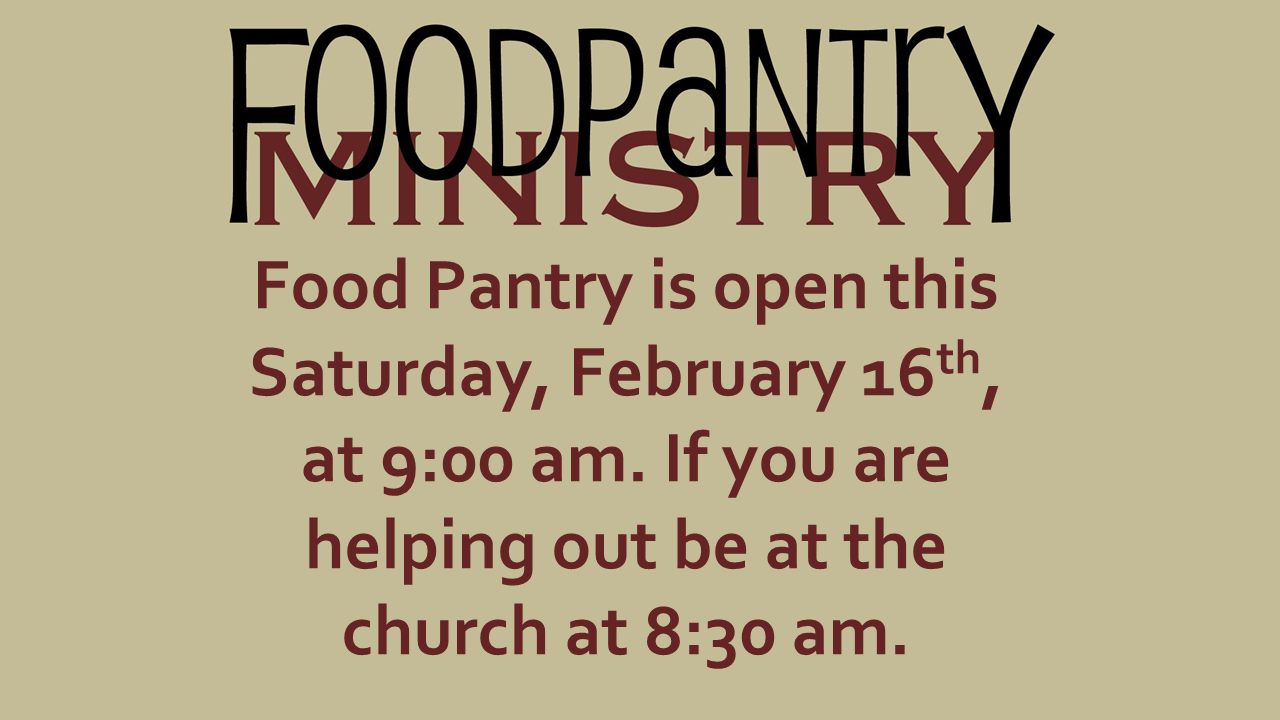 FOODPaNTrY
MINISTRY
Food Pantry is open this
Saturday, February 16th,
at 9:00 am. If you are
helping out be at the
church at 8:30 am.